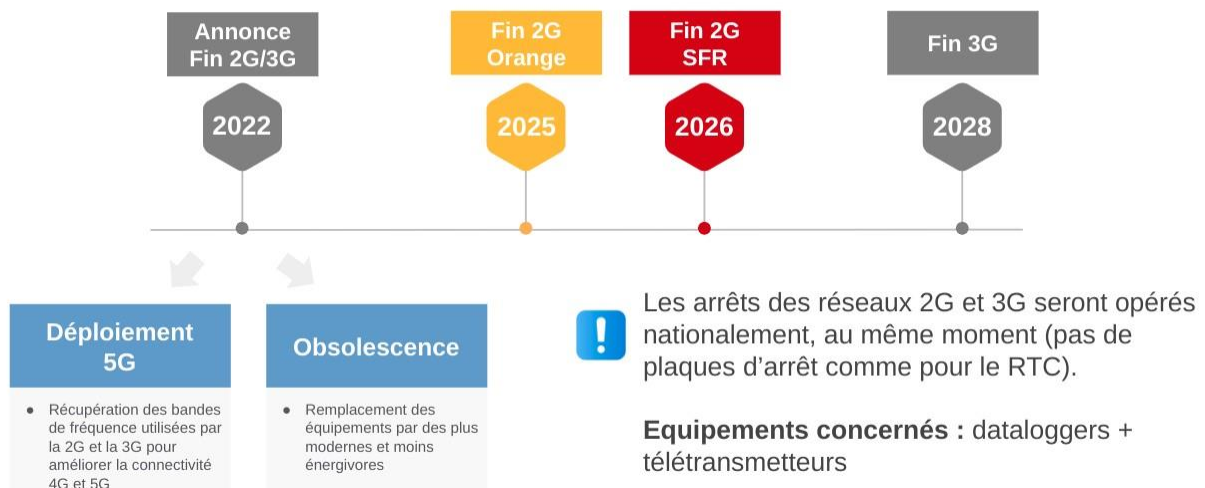 Annonce
Fin 2G/3G
Fin 2G
Orange
Fin 2G
SFR
Fin 3G
2022
2025
2026
2028
Déploiement
5G
● Récupération des bandes
de fréquence utilisées par
la 2G et la 3G pour
améliorer la connectivité
4G et 5G
Obsolescence
● Remplacement des
équipements par des plus
modernes et moins
énergivores
Les arrêts des réseaux 2G et 3G seront opérés
nationalement, au même moment (pas de
plaques d’arrêt comme pour le RTC).
Equipements concernés : dataloggers +
télétransmetteurs